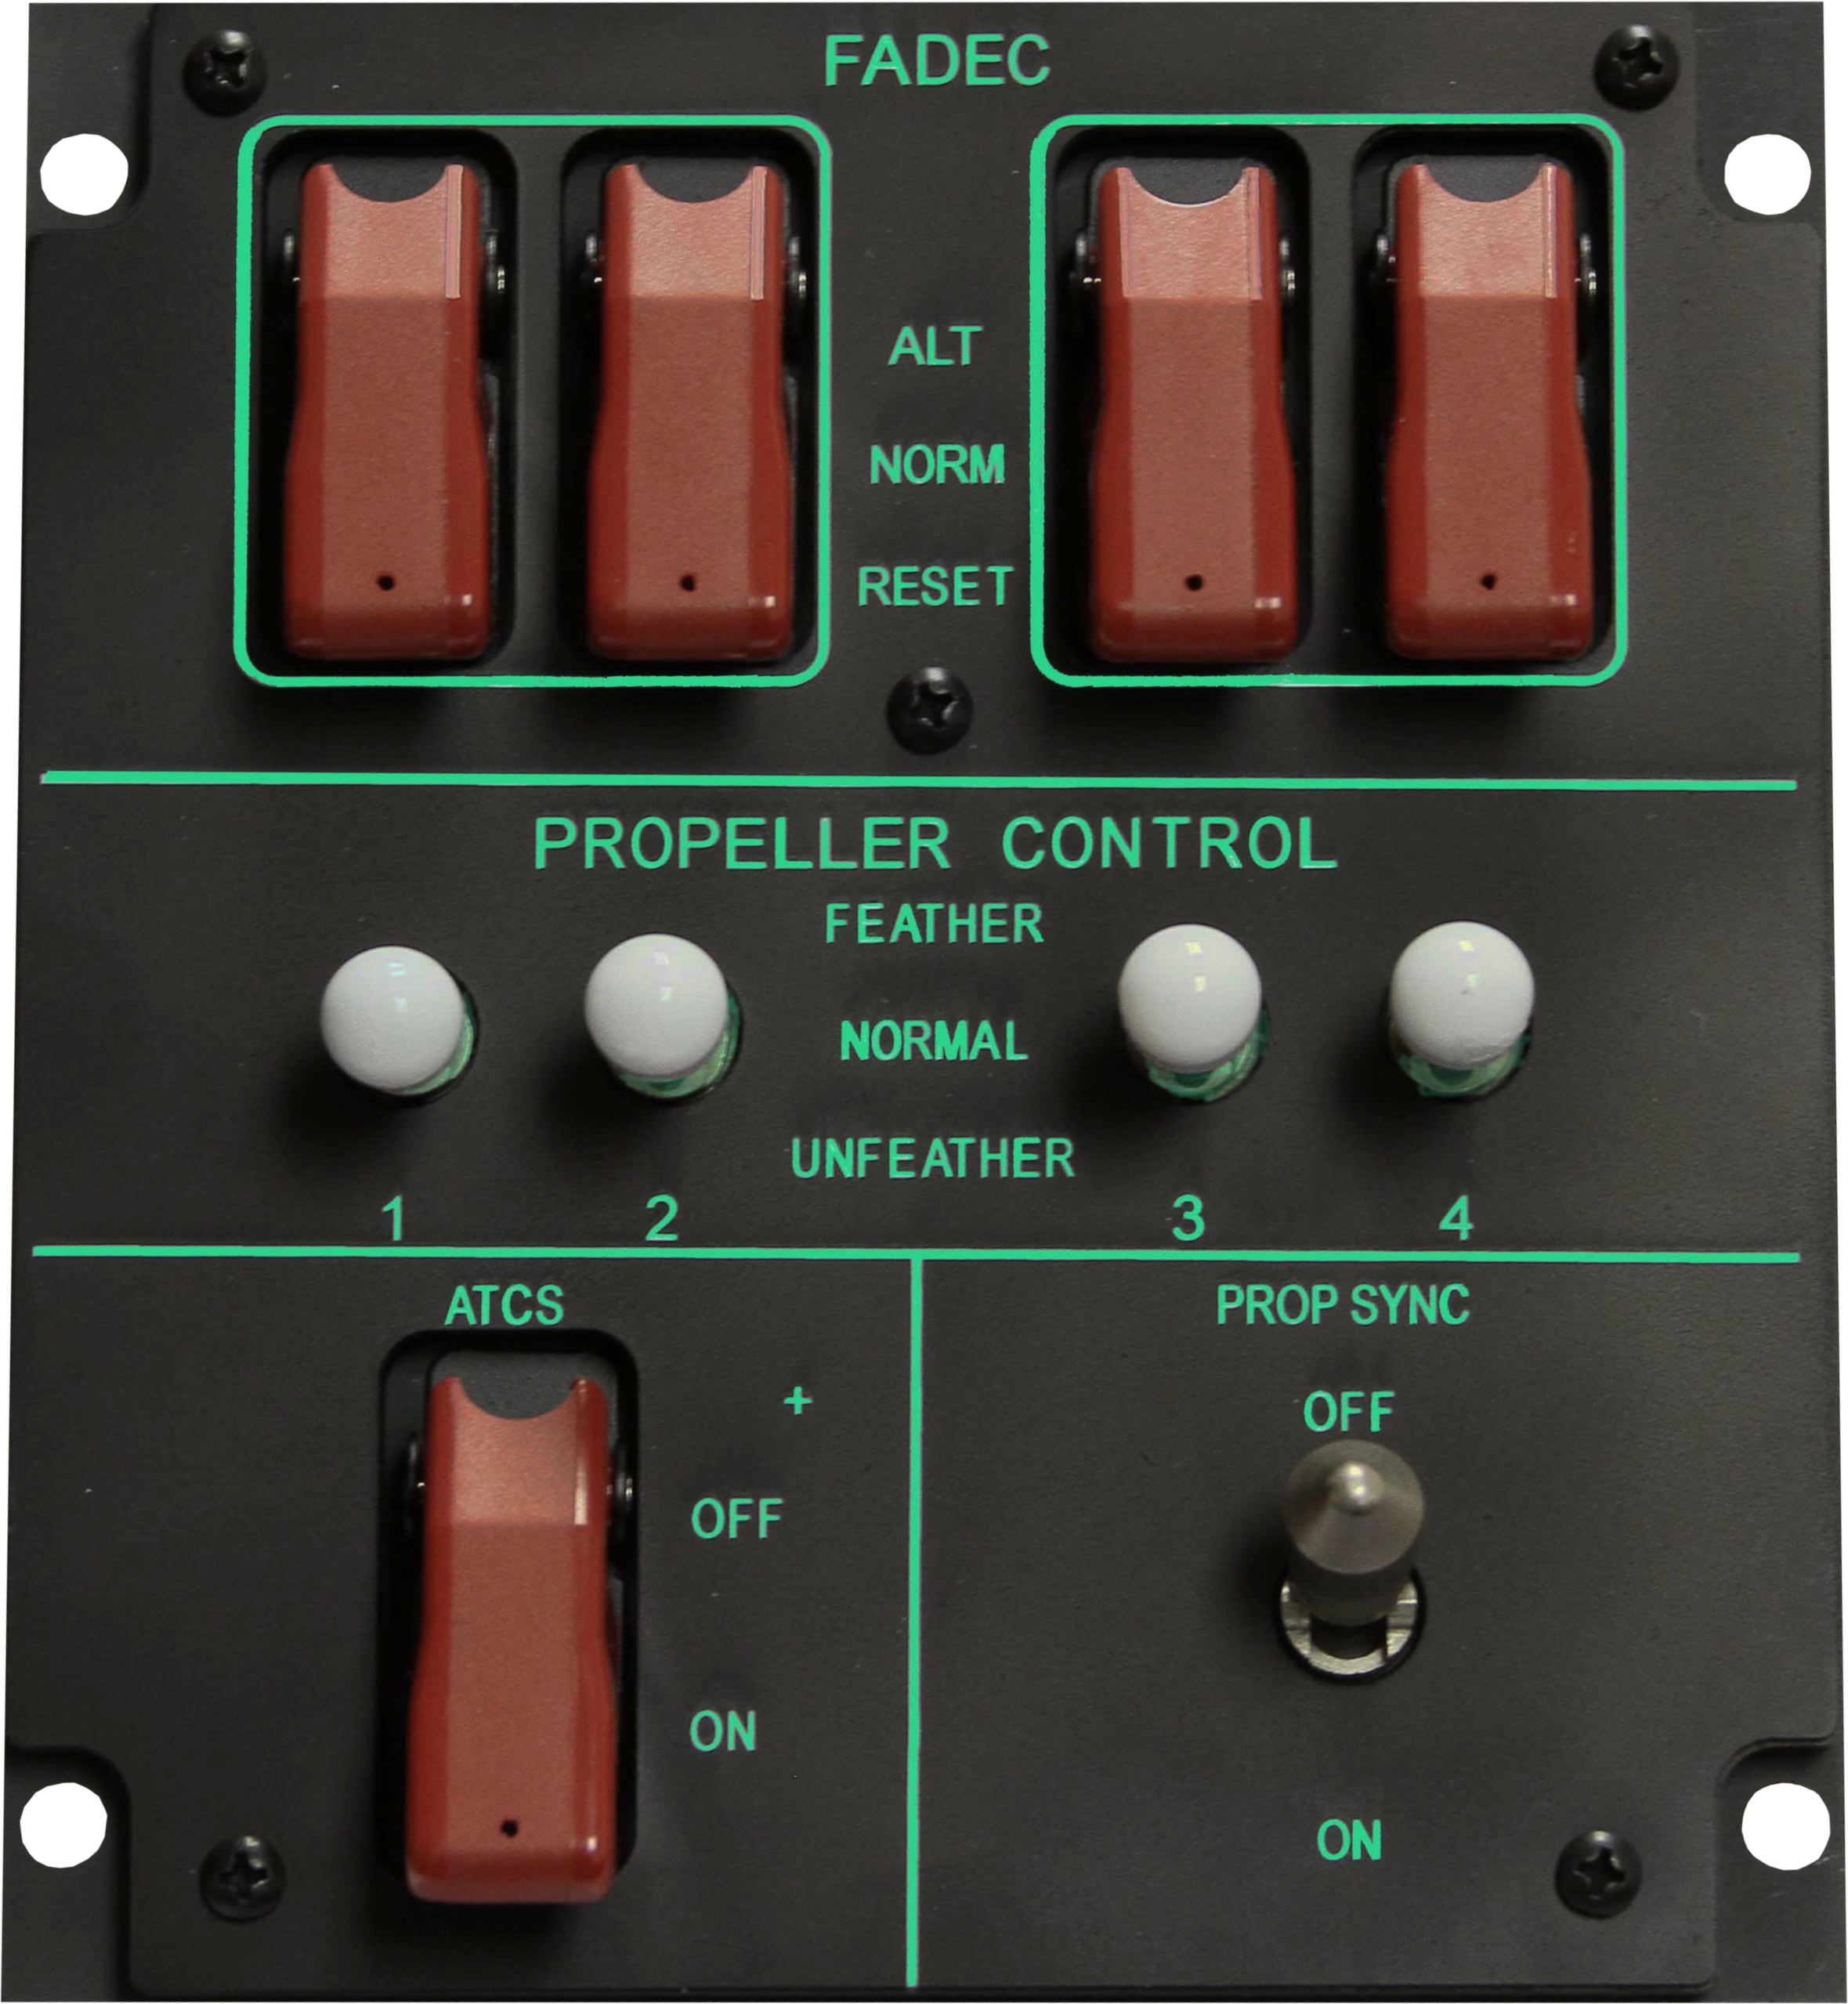 FADEC
ALT
NORM
RESET
PROPELLER CONTROL
FEATHER
NORMAL
UNFEATHER
1 2 3 4
ATCS
+
OFF
ON
PROP SYNC
OFF
ON